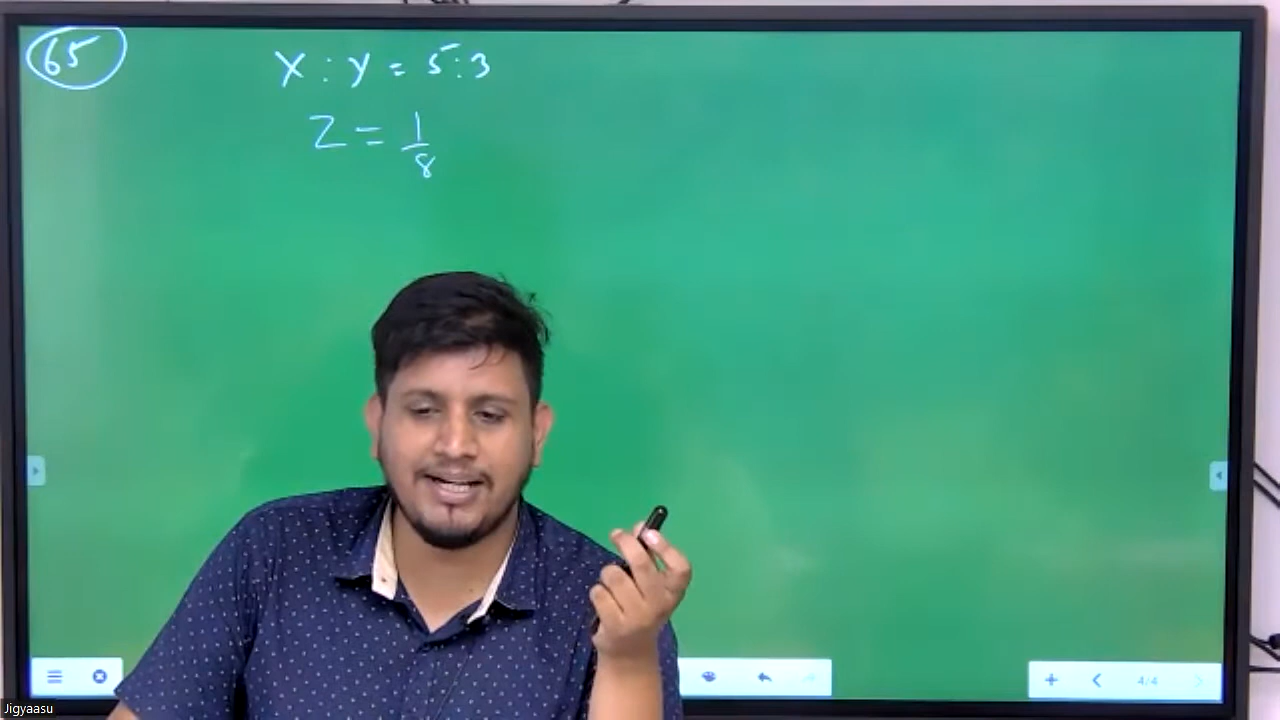 65
X : Y = 5:3
Z = 1/8
4/4
Jigyaasu